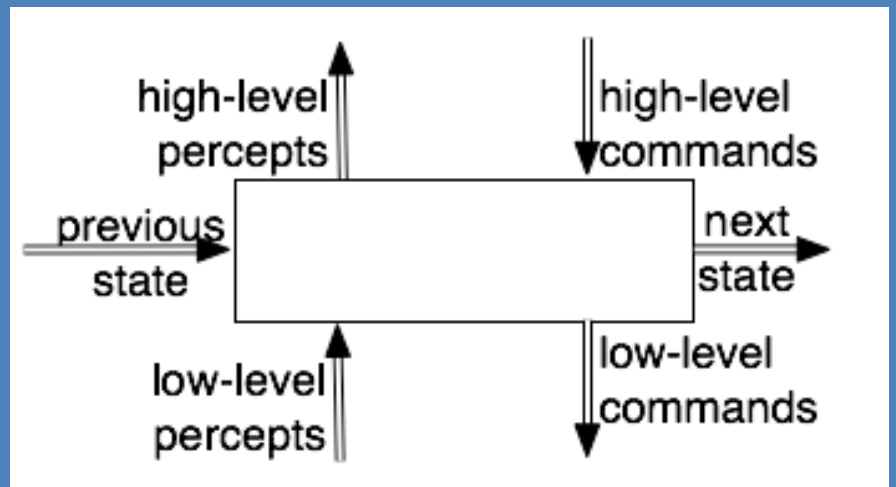 high-level
percepts
high-level
commands
previous
state
next
state
low-level
percepts
low-level
commands